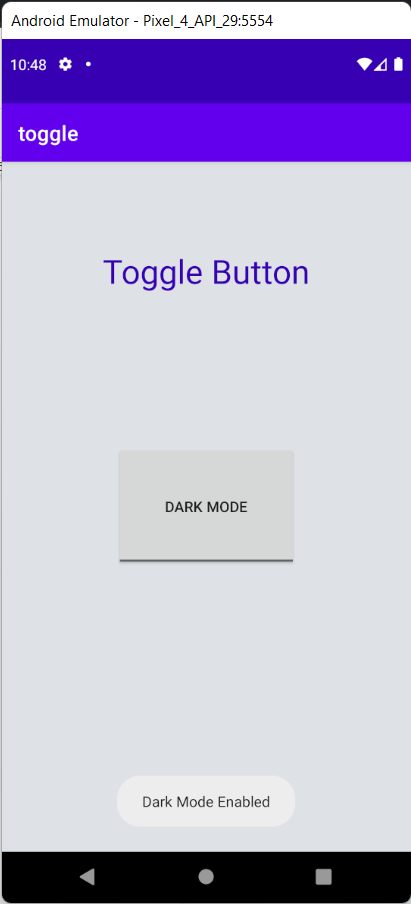 Android Emulator - Pixel_4_API_29:5554
10:48
toggle
Toggle Button
DARK MODE
Dark Mode Enabled